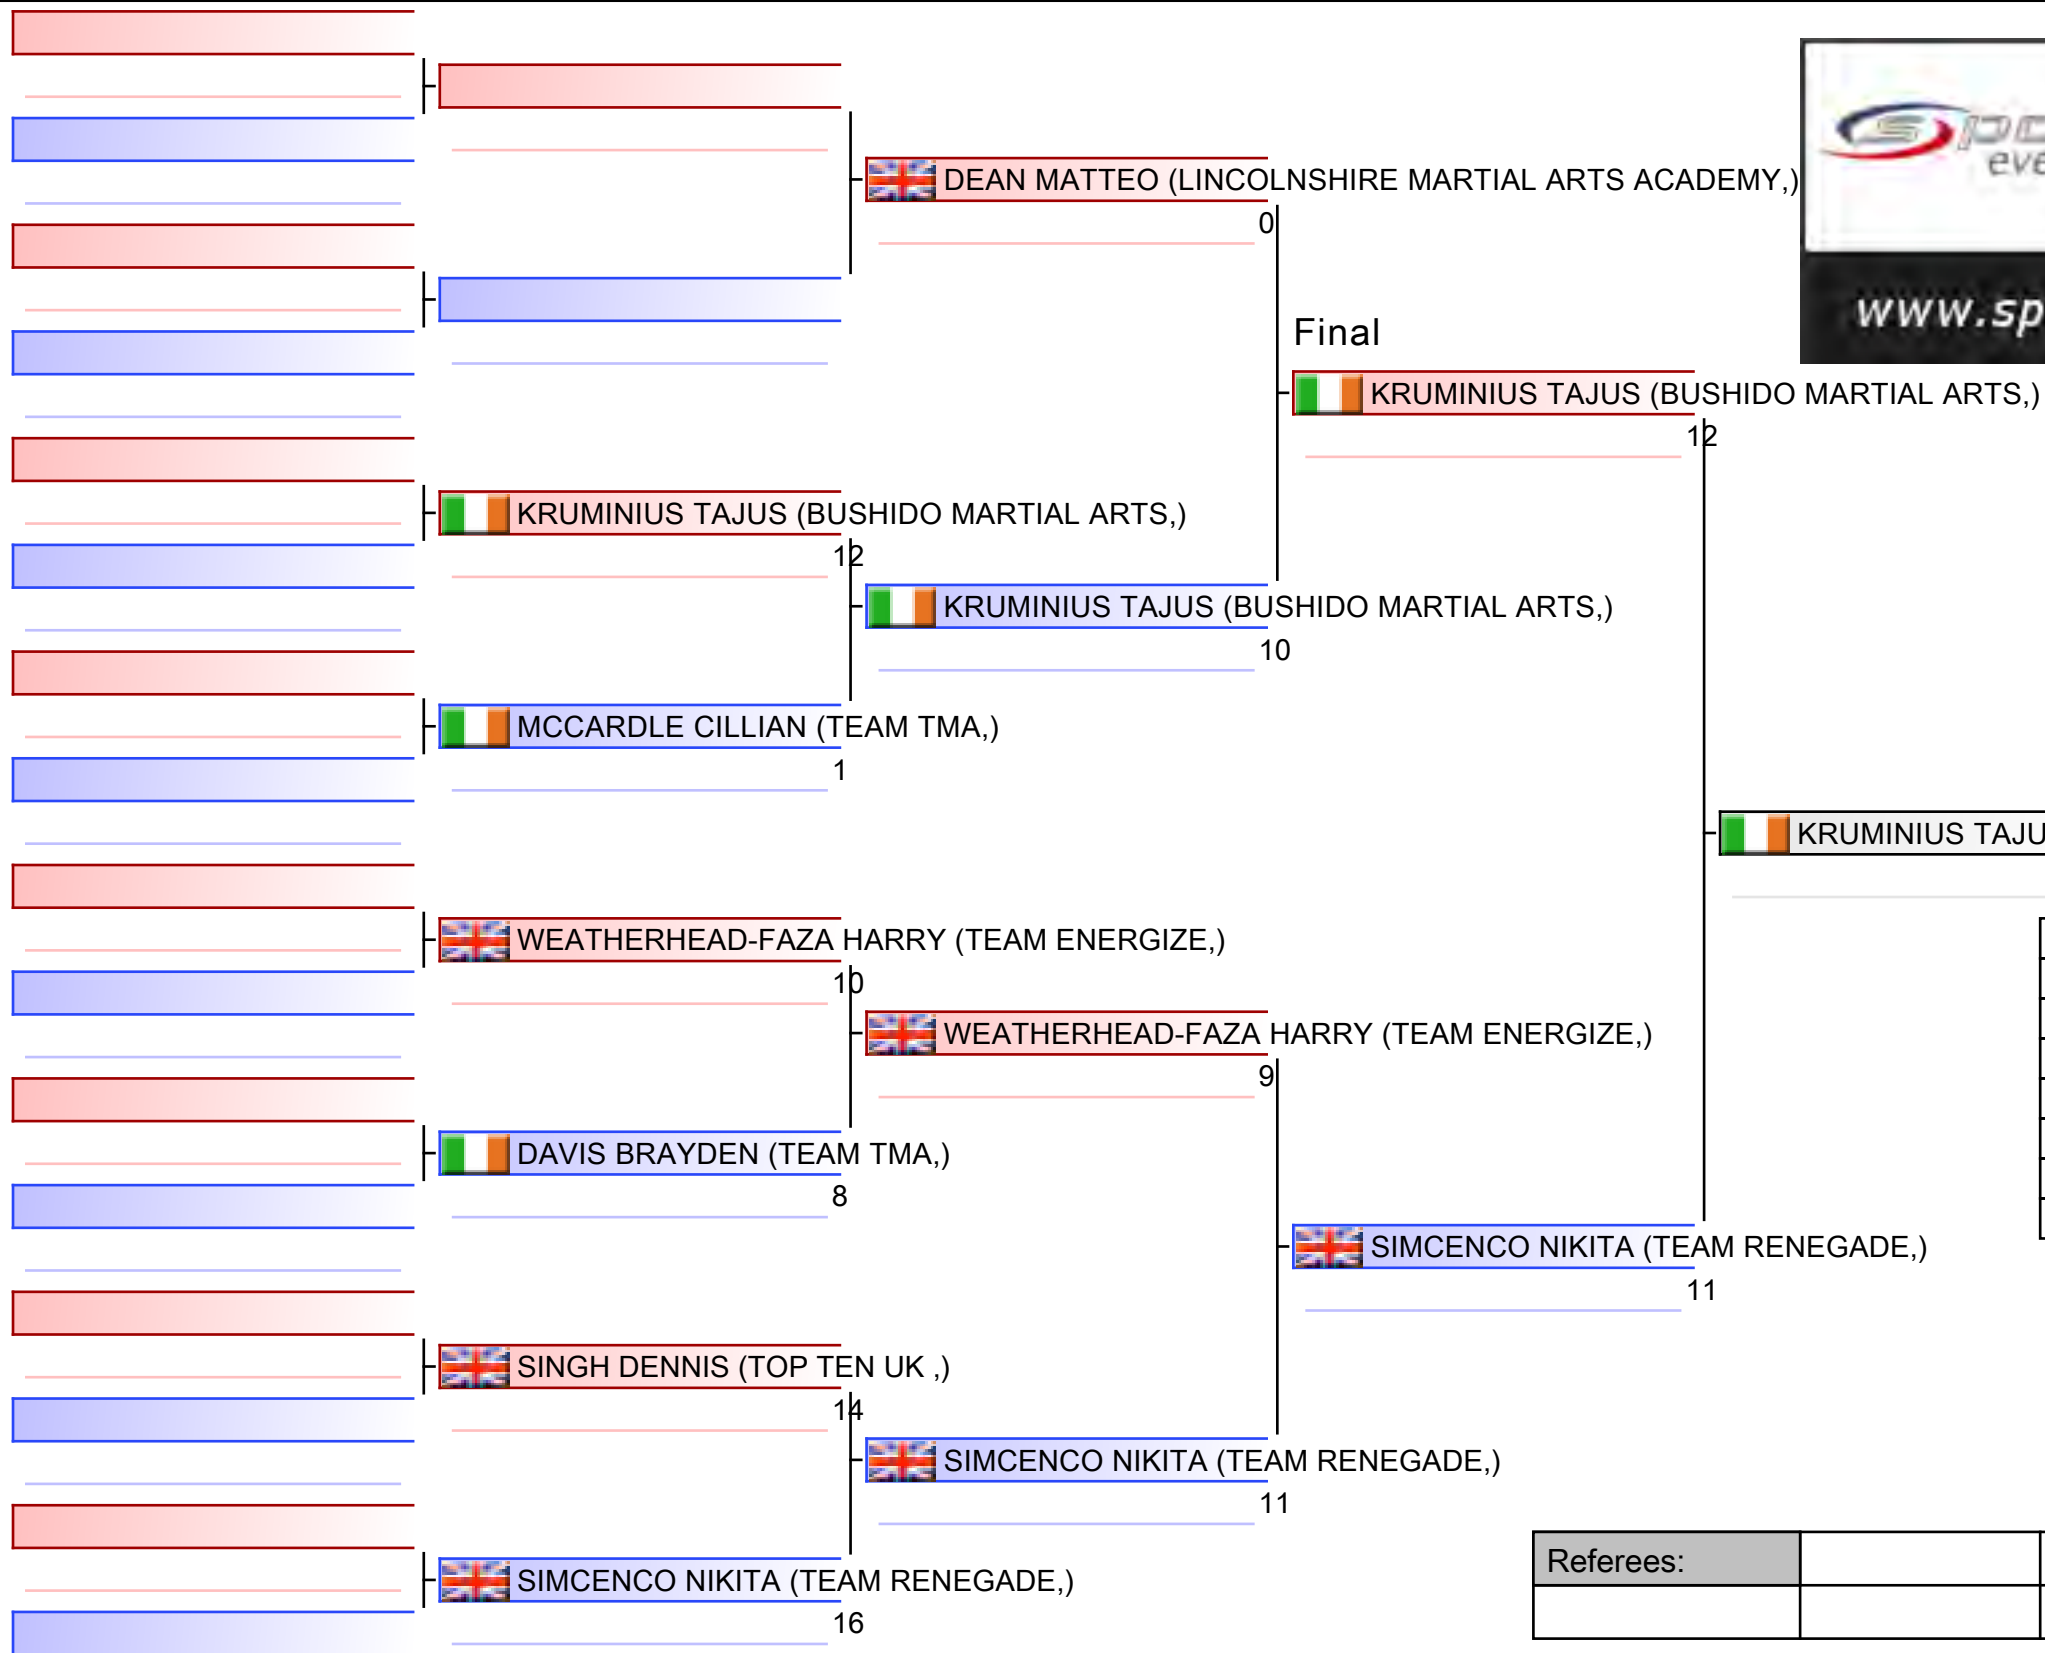 DEAN MATTEO (LINCOLNSHIRE MARTIAL ARTS ACADEMY,)
0
www.sp
Final
KRUMINIUS TAJUS (BUSHIDO MARTIAL ARTS,)
12
KRUMINIUS TAJUS (BUSHIDO MARTIAL ARTS,)
12
KRUMINIUS TAJUS (BUSHIDO MARTIAL ARTS,)
10
MCCARDLE CILLIAN (TEAM TMA,)
1
KRUMINIUS TAJU
WEATHERHEAD-FAZA HARRY (TEAM ENERGIZE,)
10
WEATHERHEAD-FAZA HARRY (TEAM ENERGIZE,)
9
DAVIS BRAYDEN (TEAM TMA,)
8
SIMCENCO NIKITA (TEAM RENEGADE,)
11
SINGH DENNIS (TOP TEN UK ,)
14
SIMCENCO NIKITA (TEAM RENEGADE,)
11
Referees:
SIMCENCO NIKITA (TEAM RENEGADE,)
16